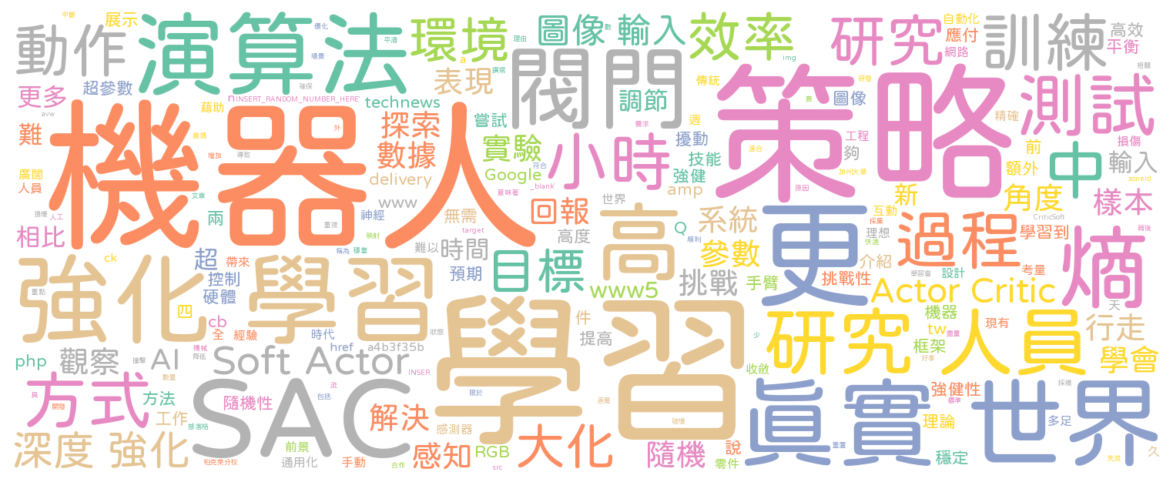 動作
演算法
環境
圖像
輸入
效率
研究
訓練
展示
自動化
應付
網路
高效
平衡
超參數
更多
難
表現
閥門
調節
圖像
策略
測試
傳統
藉助
INSERT_RANDOM_NUMBER_HERE
technews
嘗試
機器人
探索
數據
實驗
小時
擾動
技能
強健
過
精確
前
額外
工程
夠
中
輸入
損傷
廣闊
人員
delivery
Google
amp
www
_blank
target
世界
新
角度
樣本
相比
兩
神經
無需
回報
高度
Q
系統
參數
更
互動
理想
過程
學習到
熵
超
帶來
控制
硬體
難以
時間
預期
目標
高
挑戰
手臂
介紹
挑戰性
設計
考量
ck
強化
四
cb
全
學習
經驗
時代
href
www5
件
提高
學習
Actor Critic
機器
tw
框架
現有
天
行走
研究人員
學會
php
觀察
AI
Soft Actor
a4b3f35b
狀態
收斂
少
方式
方法
工作
SAC
隨機性
解決
感測器
大化
真實
世界
強健性
理論
多足
深度 強化
前景
通用化
手動
感知
RGB
src
隨機
說
零件
穩定
久